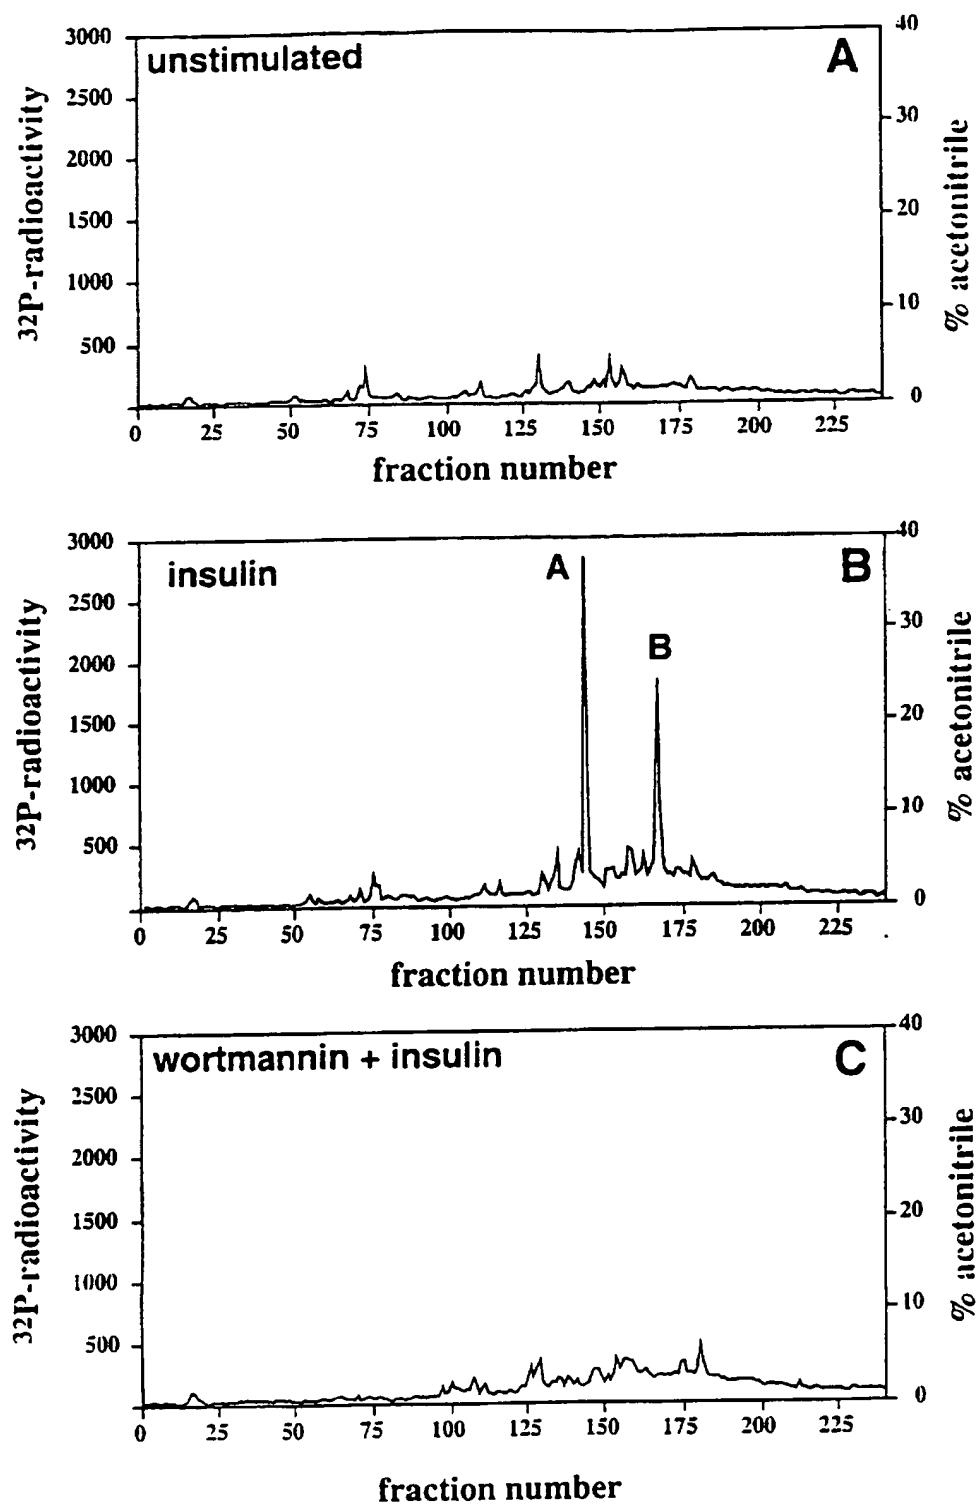 unstimulated
A
3000
2500
2000
1500
1000
500
40
30
20
10
0
32P-radioactivity
% acetonitrile
0 25 50 75 100 125 150 175 200 225
fraction number
insulin
A
B
B
3000
2500
2000
1500
1000
500
40
30
20
10
0
32P-radioactivity
% acetonitrile
0 25 50 75 100 125 150 175 200 225
fraction number
wortmannin + insulin
C
3000
2500
2000
1500
1000
500
40
30
20
10
0
32P-radioactivity
% acetonitrile
0 25 50 75 100 125 150 175 200 225
fraction number